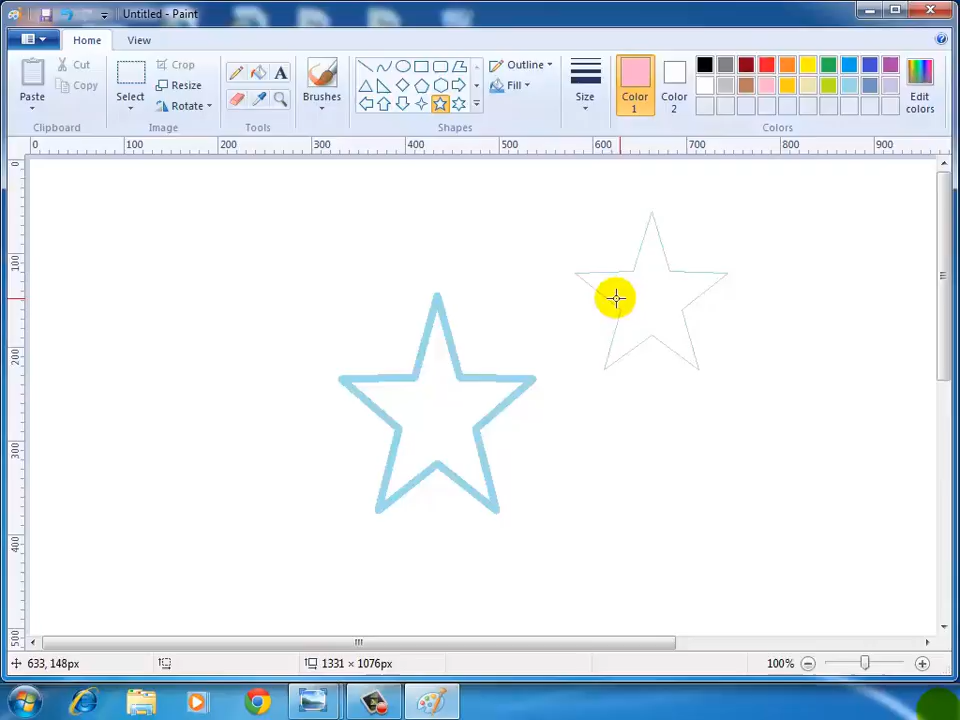 Untitled - Paint
Home View
Paste
Cut
Copy
Clipboard
Select
Crop
Resize
Rotate
Image
A
Tools
Brushes
Outline
Fill
Shapes
Size
Color 1
Color 2
Edit colors
Colors
0 100 200 300 400 500 600 700 800 900
0
100
200
300
400
500
633, 148px
1331 × 1076px
100%